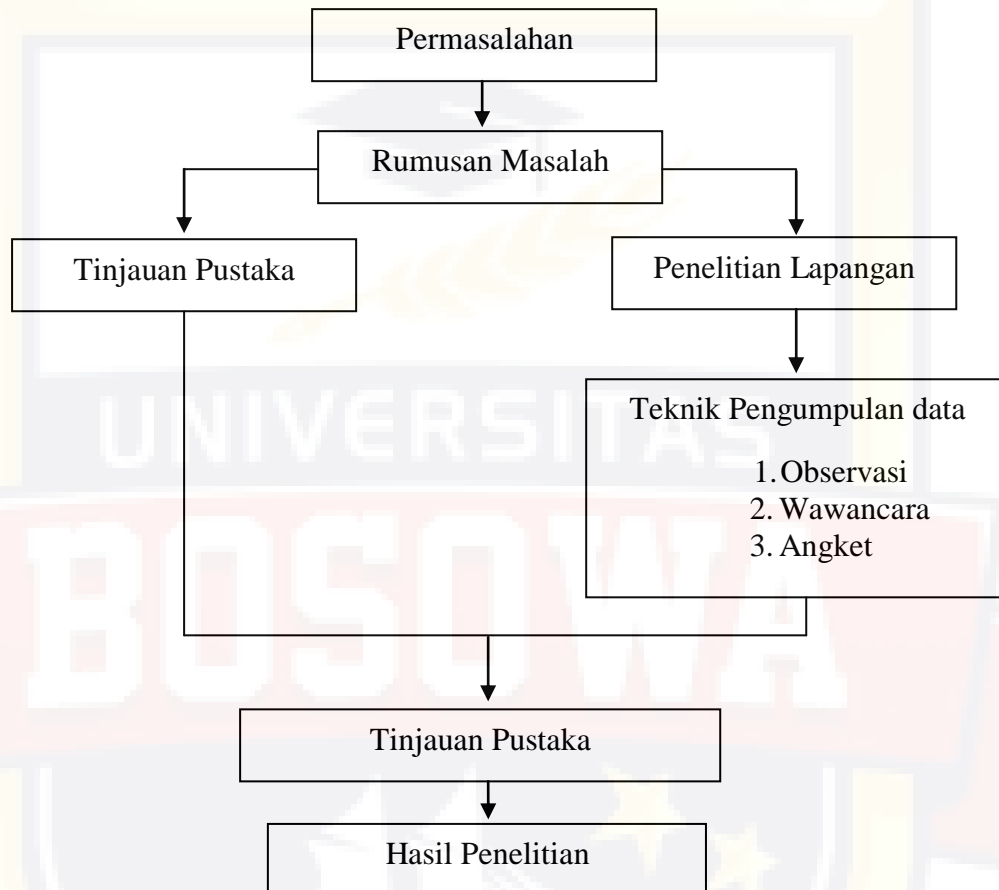 Permasalahan
Rumusan Masalah
Tinjauan Pustaka
Penelitian Lapangan
Teknik Pengumpulan data
1. Observasi
2. Wawancara
3. Angket
UNIVERSITAS
BOSOWA
Tinjauan Pustaka
Hasil Penelitian